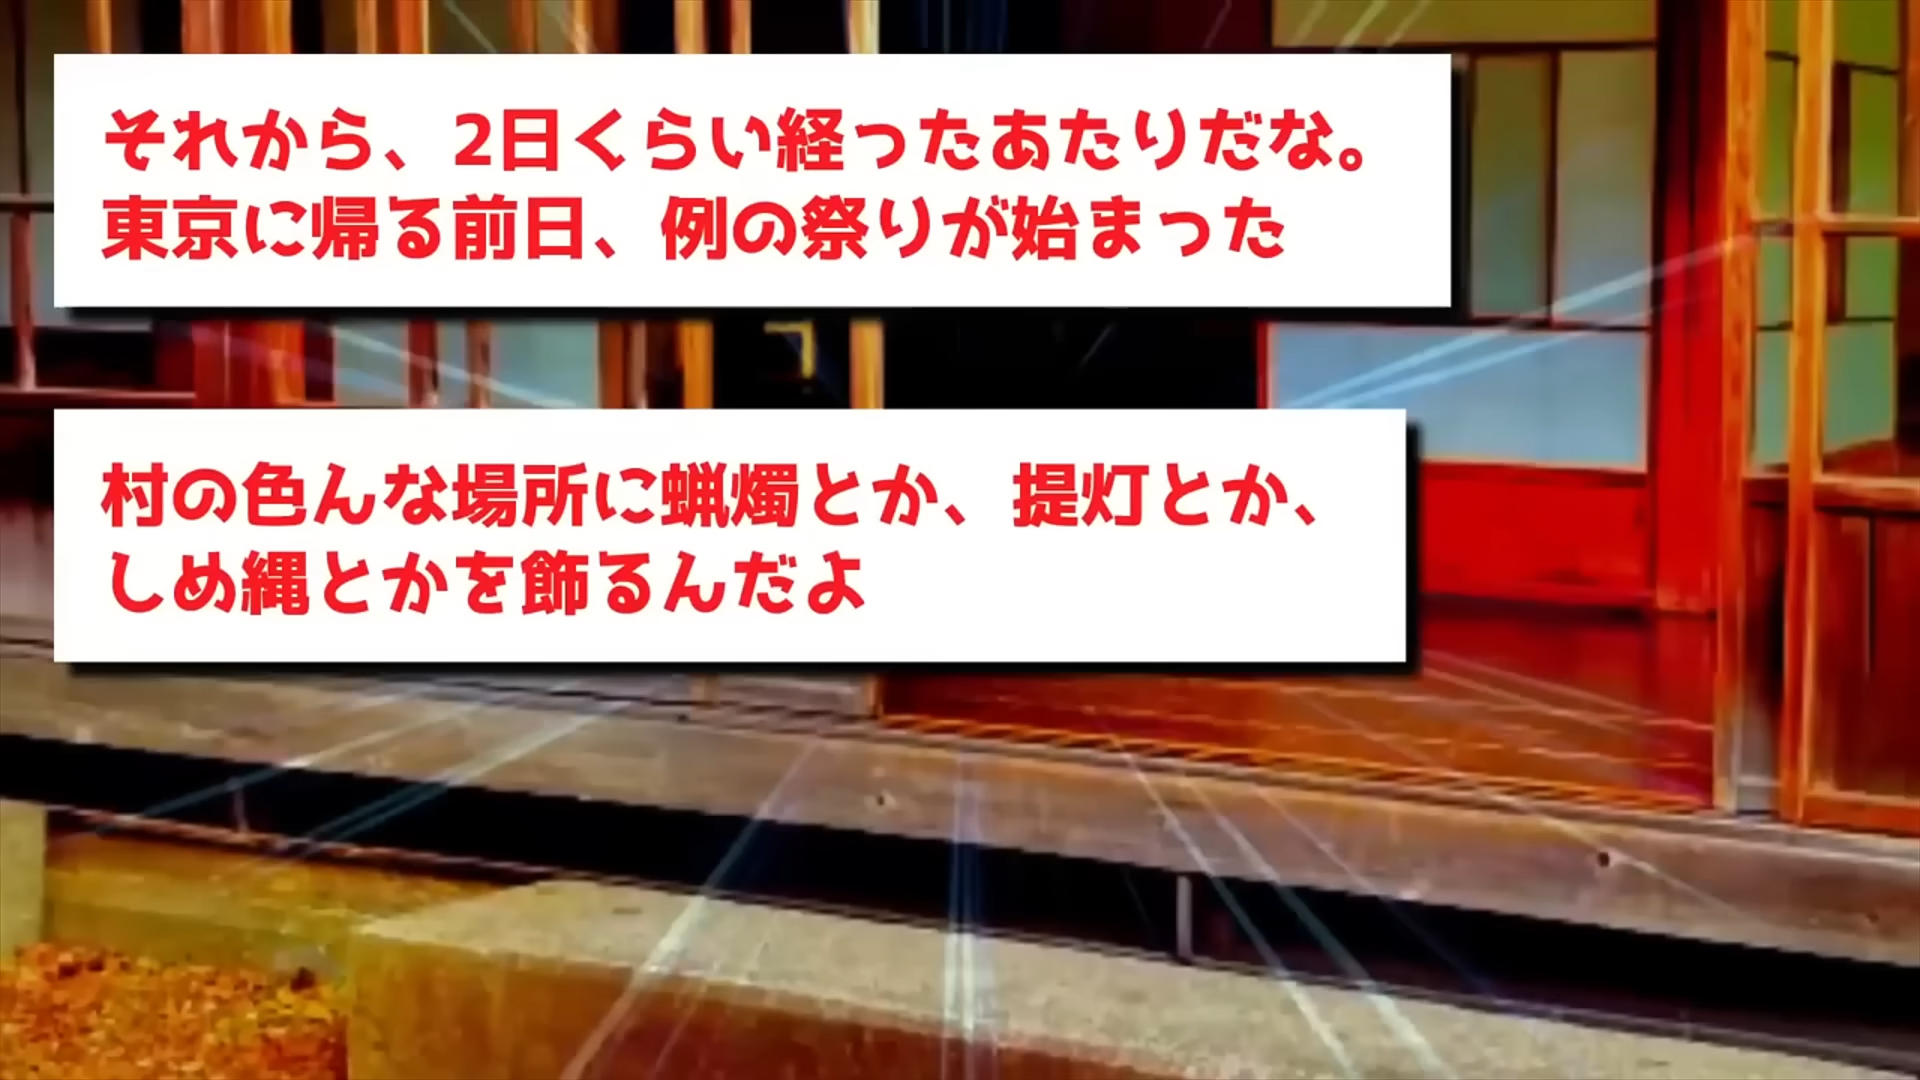 それから、2日くらい経ったあたりだな。
東京に帰る前日、例の祭りが始まった
村の色んな場所に蝋燭とか、提灯とか、
しめ縄とかを飾るんだよ